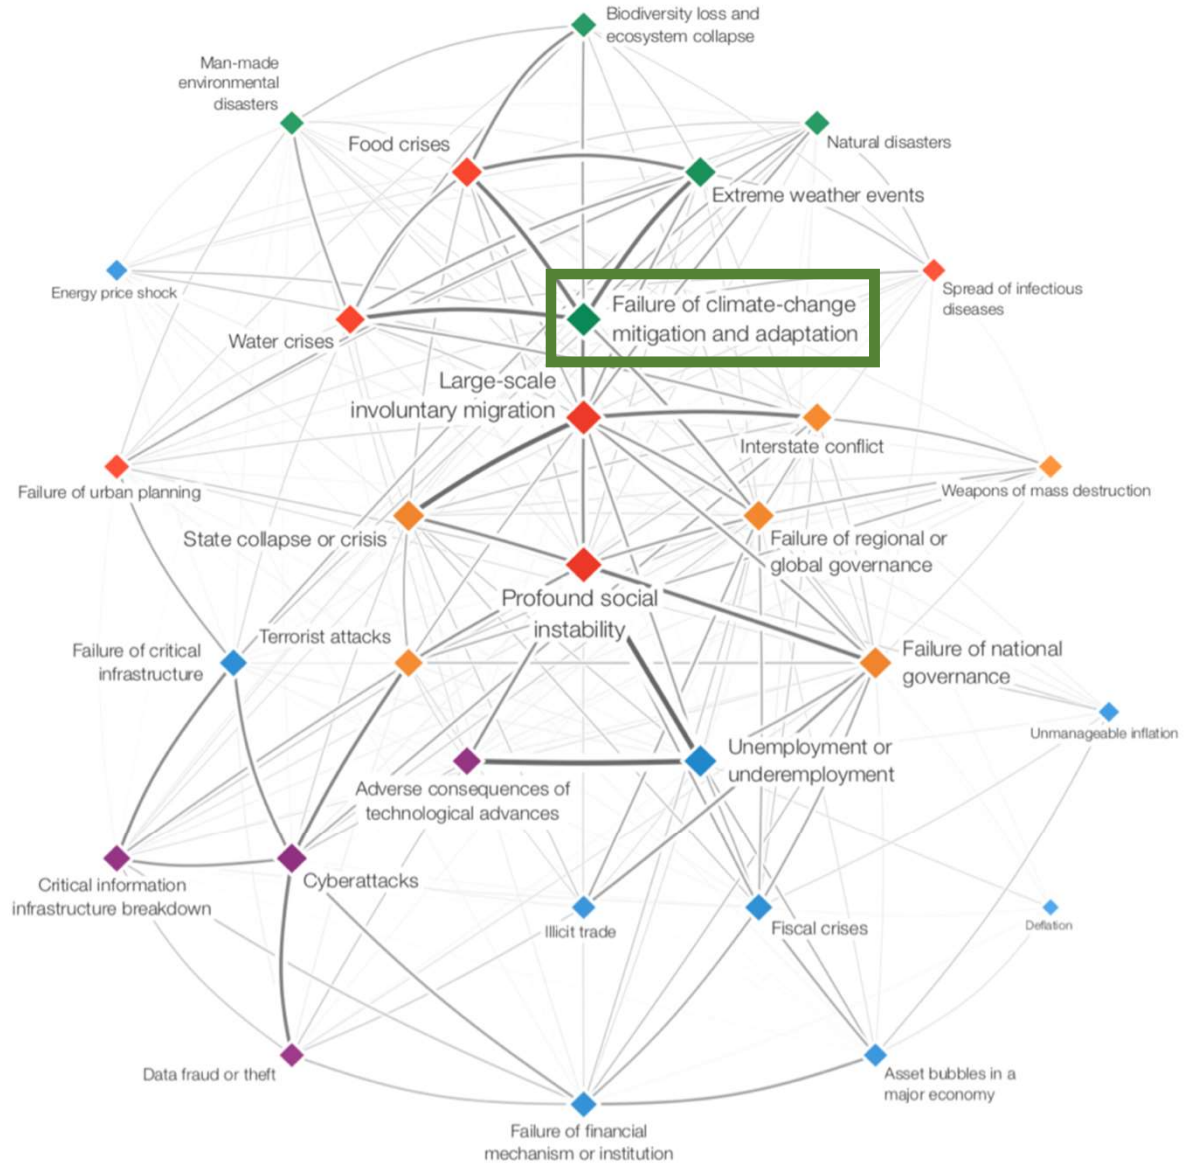 Biodiversity loss and
ecosystem collapse
Man-made
environmental
disasters
Food crises
Natural disasters
Extreme weather events
Energy price shock
Spread of infectious
diseases
Failure of climate-change
mitigation and adaptation
Water crises
Large-scale
involuntary migration
Interstate conflict
Failure of urban planning
Weapons of mass destruction
State collapse or crisis
Failure of regional or
global governance
Profound social
instability
Terrorist attacks
Failure of critical
infrastructure
Failure of national
governance
Unmanageable inflation
Unemployment or
underemployment
Adverse consequences of
technological advances
Critical information
infrastructure breakdown
Cyberattacks
Illicit trade
Fiscal crises
Deflation
Data fraud or theft
Asset bubbles in a
major economy
Failure of financial
mechanism or institution